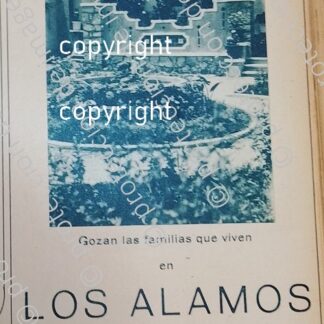 copyright
copyright
Gozan las familias que viven
en
LOS ALAMOS